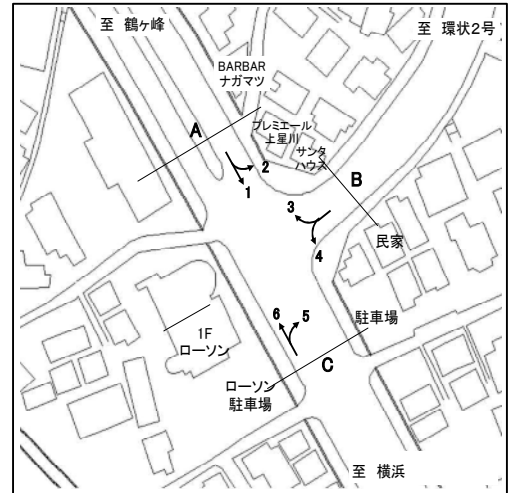 至 鶴ヶ峰
至 環状2号
BARBAR
ナガマツ
プレミエール
上星川
サンタ
ハウス
A
B
2
1
3
4
民家
6
5
駐車場
1F
ローソン
C
ローソン
駐車場
至 横浜